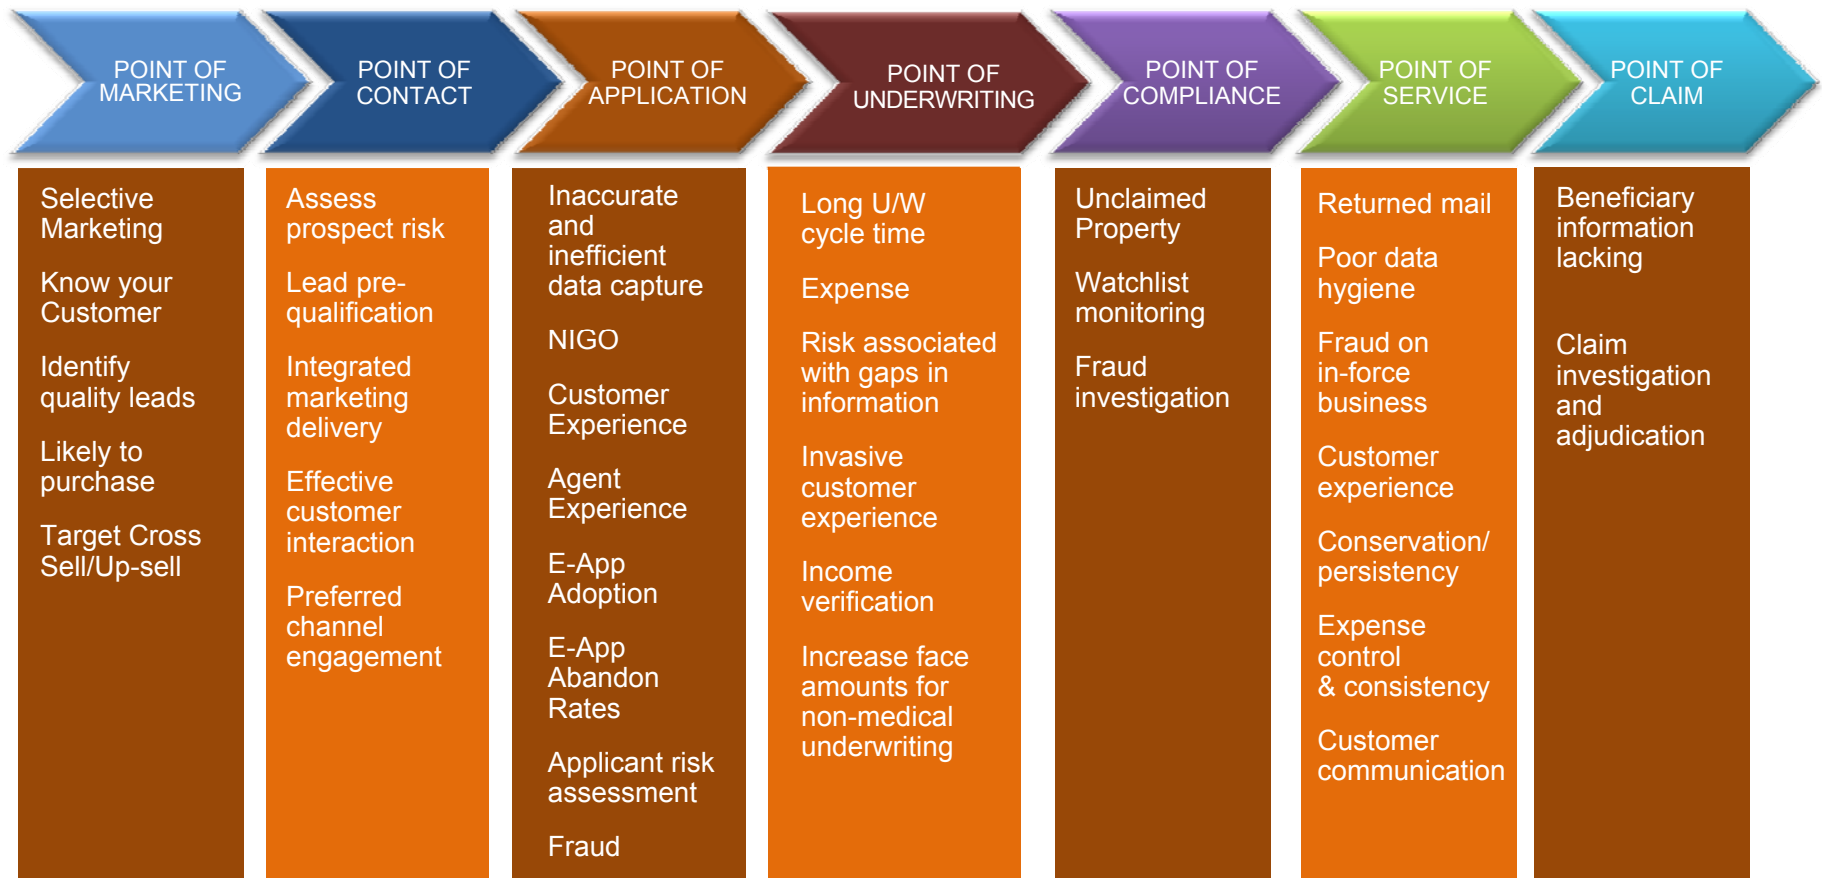 POINT OF
MARKETING
POINT OF
CONTACT
POINT OF
APPLICATION
POINT OF
UNDERWRITING
POINT OF
COMPLIANCE
POINT OF
SERVICE
POINT OF
CLAIM
Selective
Marketing
Know your
Customer
Identify
quality leads
Likely to
purchase
Target Cross
Sell/Up-sell
Assess
prospect risk
Lead pre-
qualification
Integrated
marketing
delivery
Effective
customer
interaction
Preferred
channel
engagement
Inaccurate
and
inefficient
data capture
NIGO
Customer
Experience
Agent
Experience
E-App
Adoption
E-App
Abandon
Rates
Applicant risk
assessment
Fraud
Long U/W
cycle time
Expense
Risk associated
with gaps in
information
Invasive
customer
experience
Income
verification
Increase face
amounts for
non-medical
underwriting
Unclaimed
Property
Watchlist
monitoring
Fraud
investigation
Returned mail
Poor data
hygiene
Fraud on
in-force
business
Customer
experience
Conservation/
persistency
Expense
control
& consistency
Customer
communication
Beneficiary
information
lacking
Claim
investigation
and
adjudication